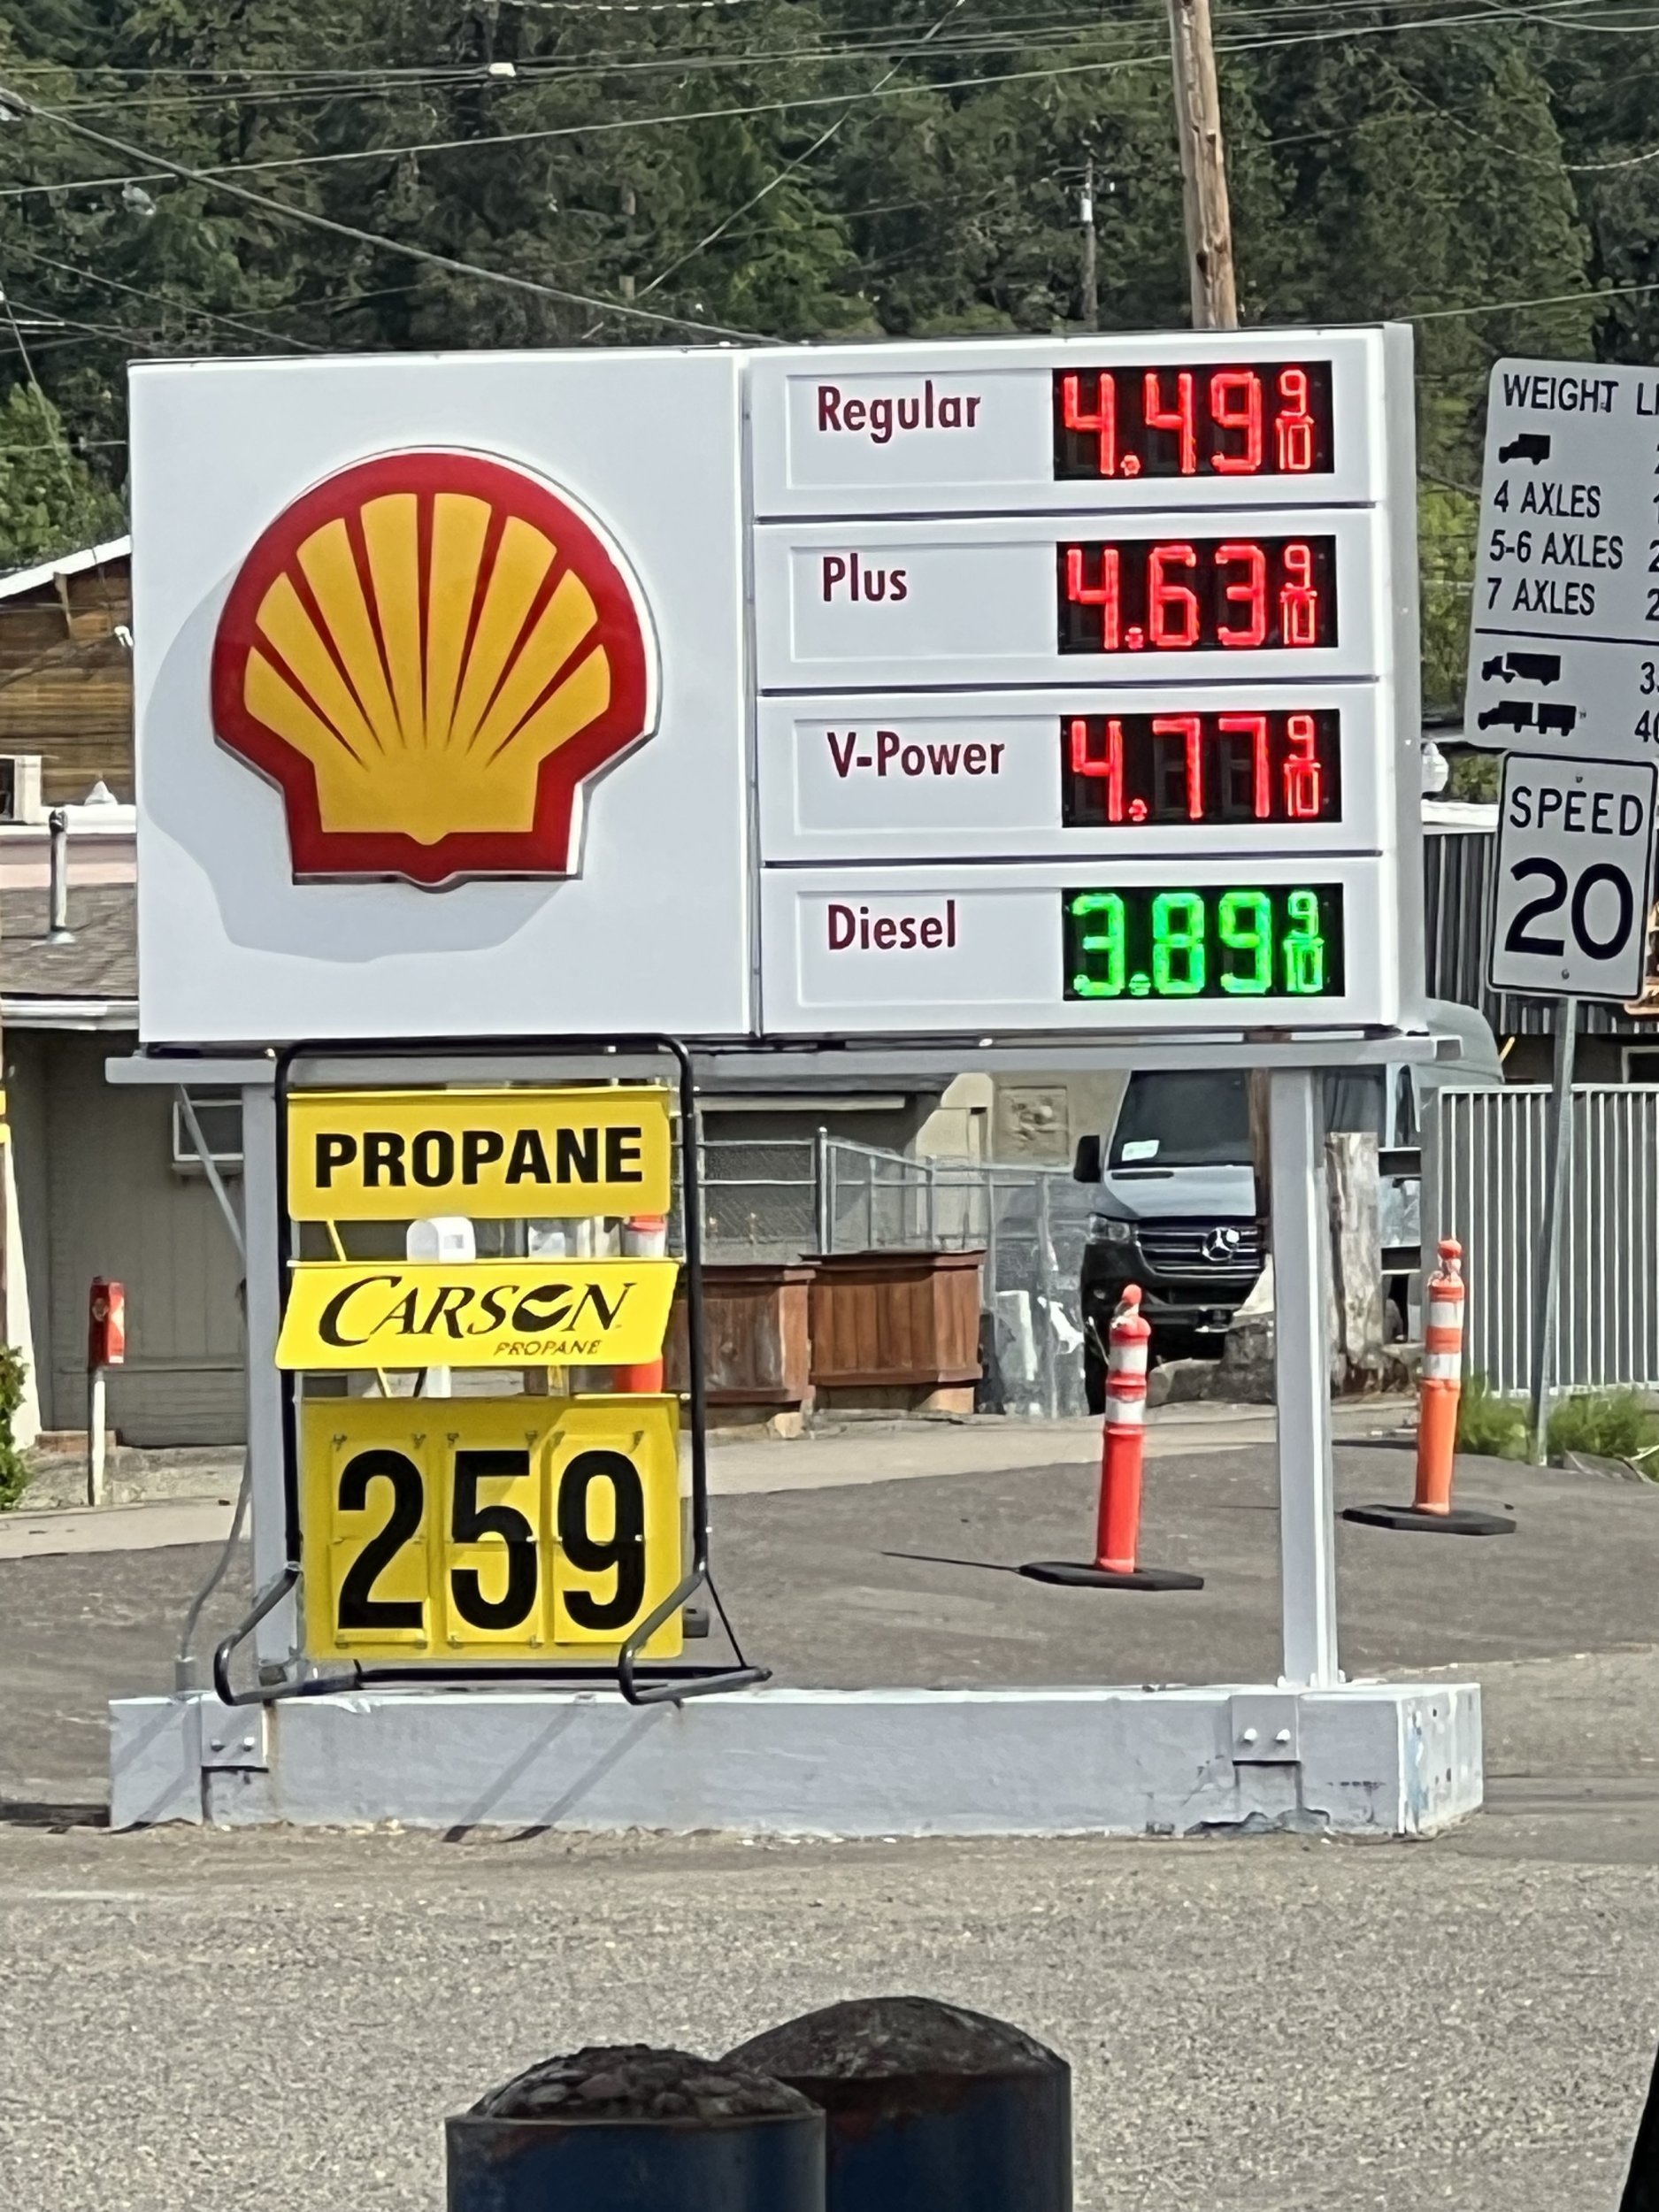 Regular 4.49 9/10
Plus 4.63 9/10
V-Power 4.77 9/10
Diesel 3.89 9/10
PROPANE
CARSON
PROPANE
259
WEIGHT
4 AXLES
5-6 AXLES
7 AXLES
SPEED
20